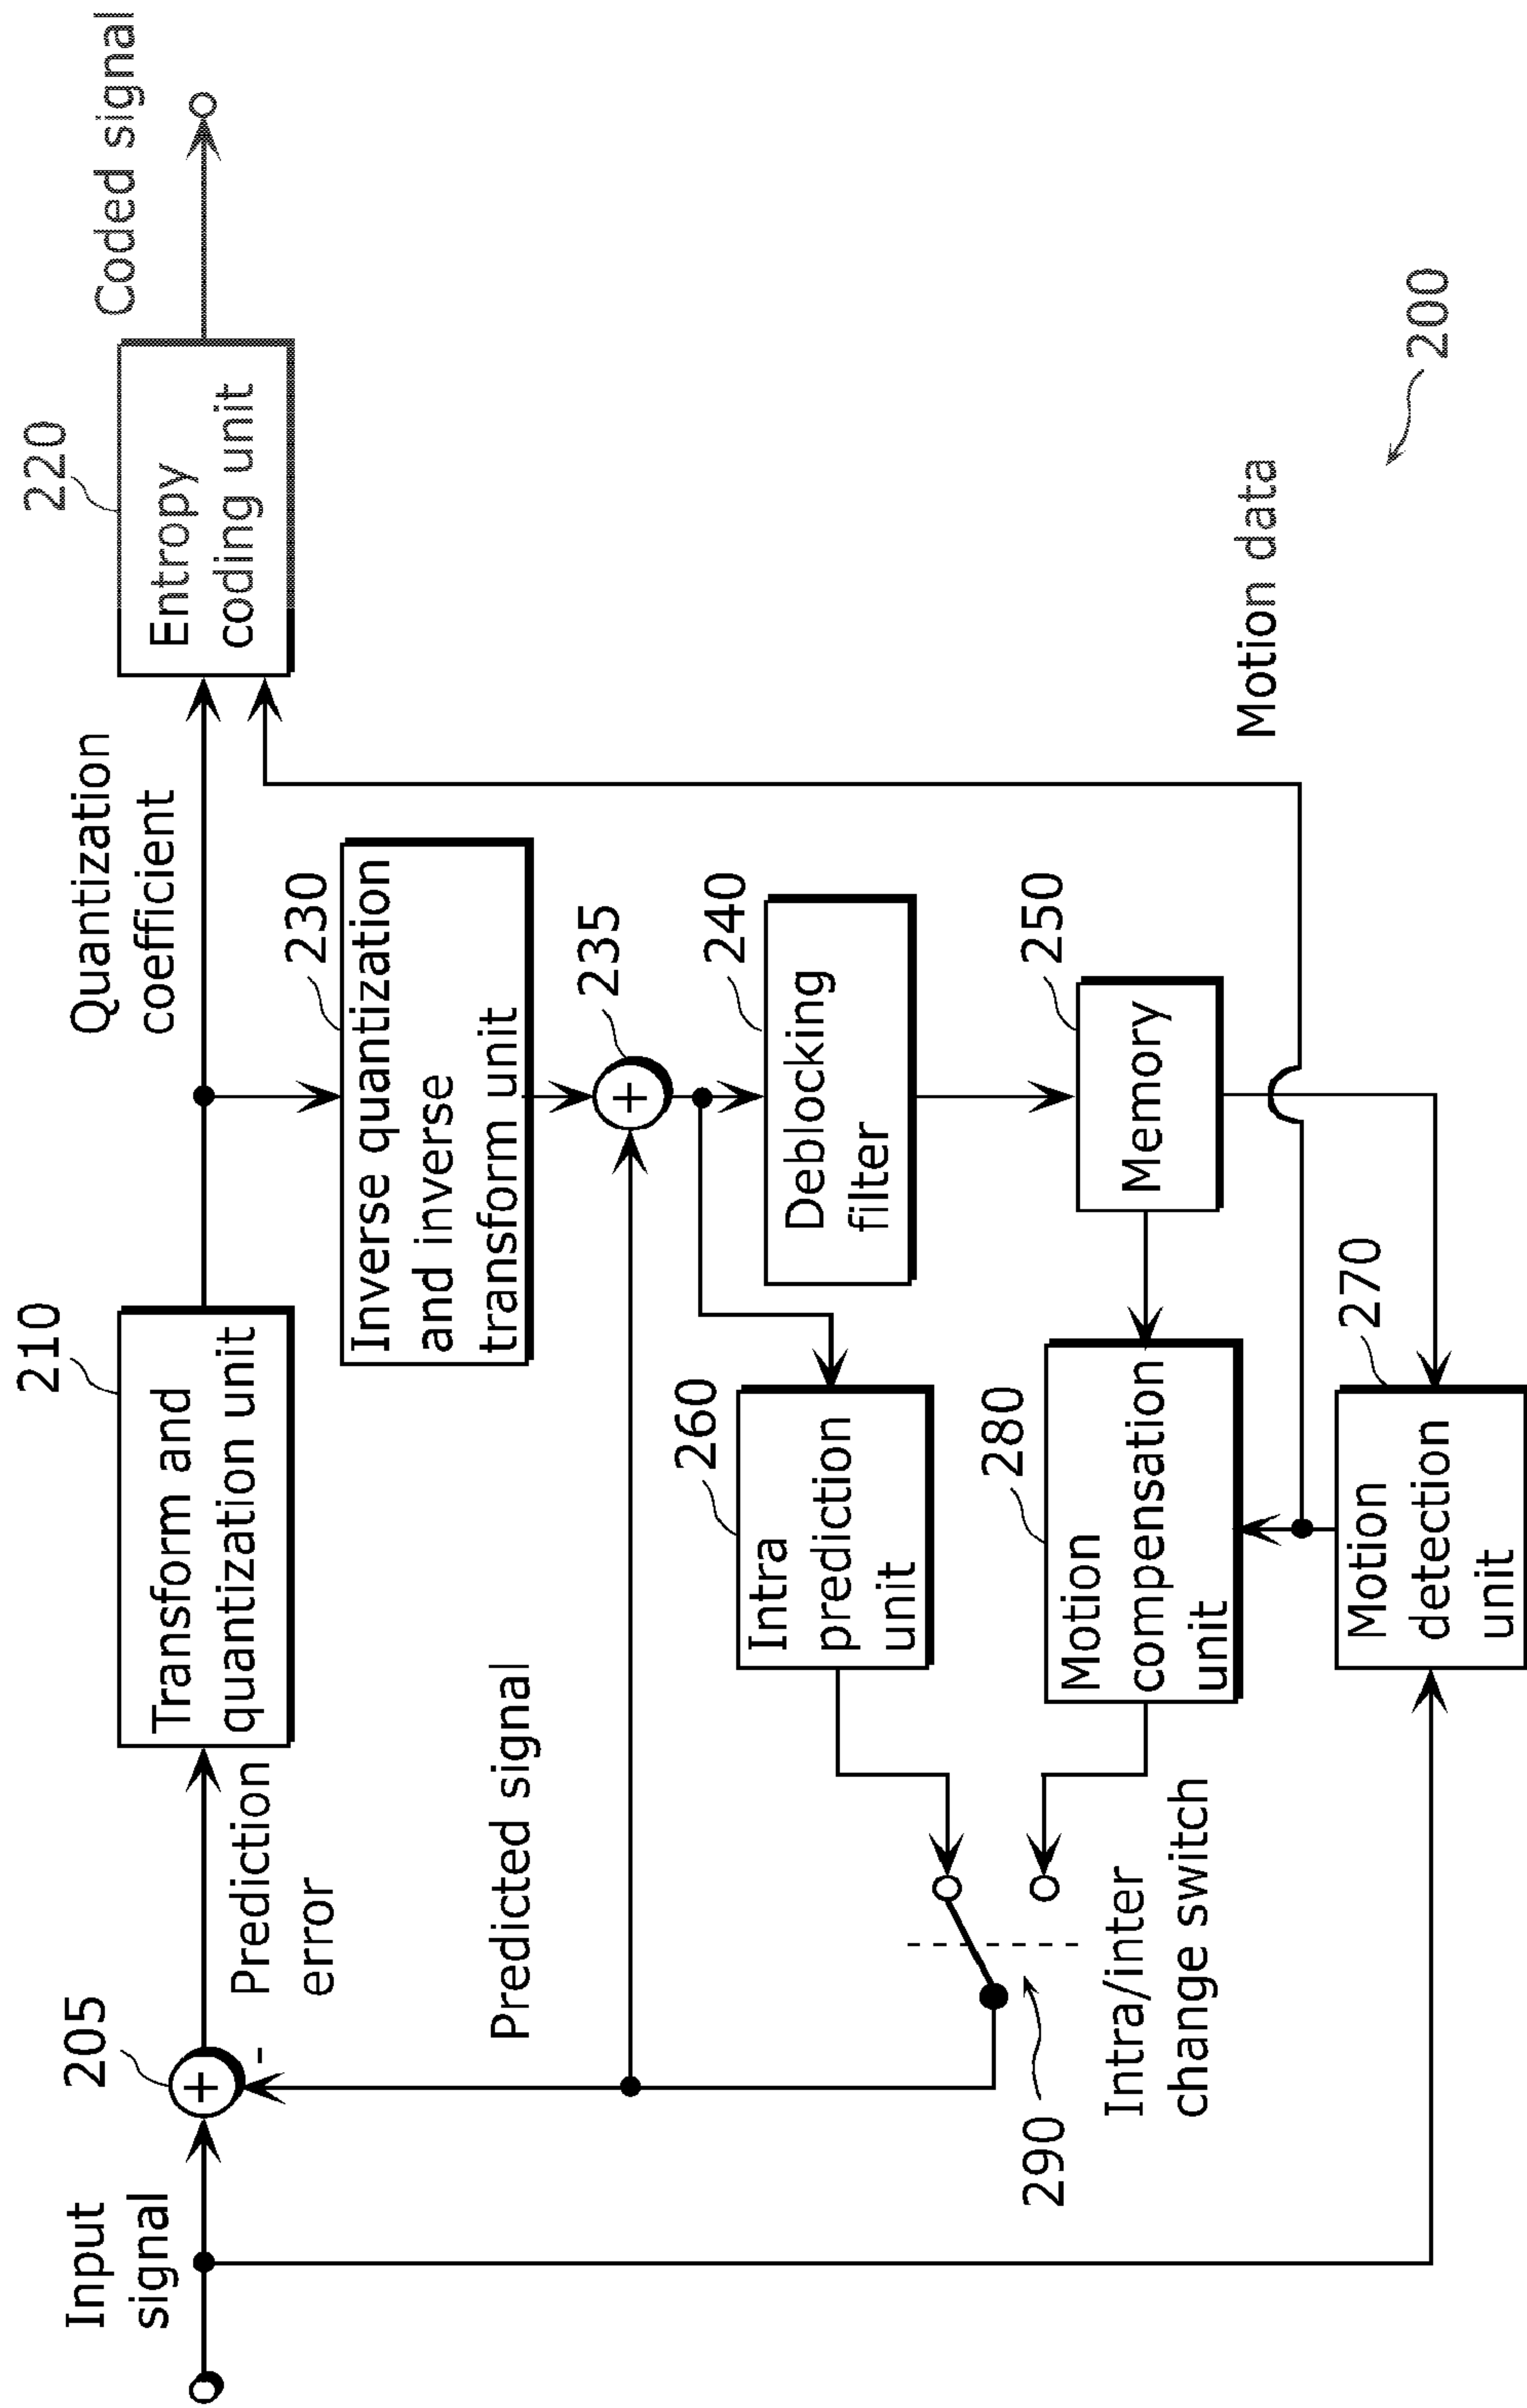 Input
signal
205
Prediction
error
210
Transform and
quantization unit
Quantization
coefficient
220
Entropy
coding unit
Coded signal
230
Inverse quantization
and inverse
transform unit
235
+
+
-
Predicted signal
240
Deblocking
filter
250
Memory
260
Intra
prediction
unit
280
Motion
compensation
unit
270
Motion
detection
unit
290
Intra/inter
change switch
Motion data
200